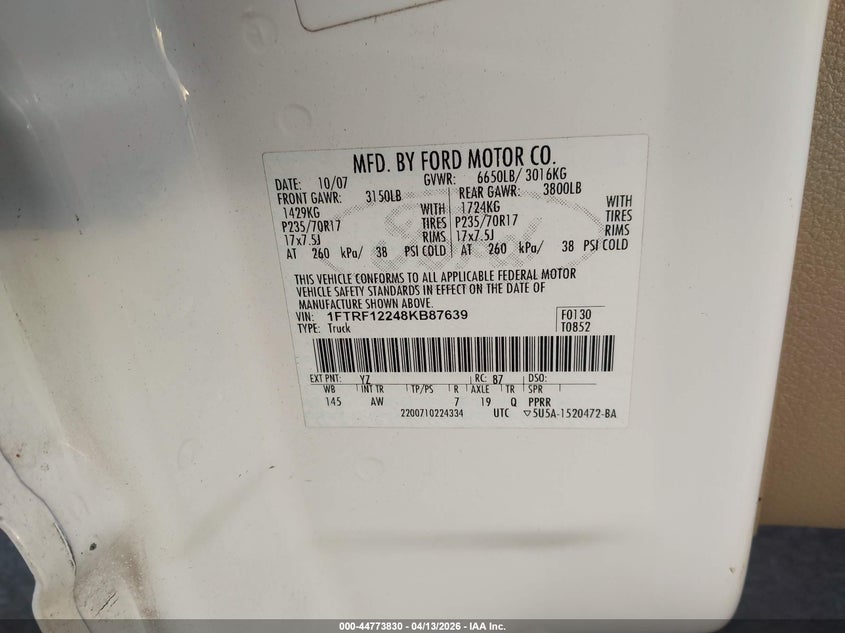 MFD. BY FORD MOTOR CO.
DATE: 10/07 GVWR: 6650LB/ 3016KG
FRONT GAWR: 3150LB REAR GAWR: 3800LB
1429KG WITH 1724KG WITH
P235/70R17 TIRES P235/70R17 TIRES
17x7.5J RIMS 17x7.5J RIMS
AT 260 kPa/ 38 PSI COLD AT 260 kPa/ 38 PSI COLD
THIS VEHICLE CONFORMS TO ALL APPLICABLE FEDERAL MOTOR
VEHICLE SAFETY STANDARDS IN EFFECT ON THE DATE OF
MANUFACTURE SHOWN ABOVE.
VIN: 1FTRF12248KB87639 F0130
TYPE: Truck T0852
EXT PNT: YZ RC: 87 DSO:
WB INT TR TP/PS R AXLE TR SPR
145 AW 7 19 Q PPRR
2200710224334 UTC ▽5U5A-1520472-BA
000-44773830 - 04/13/2026 - IAA Inc.